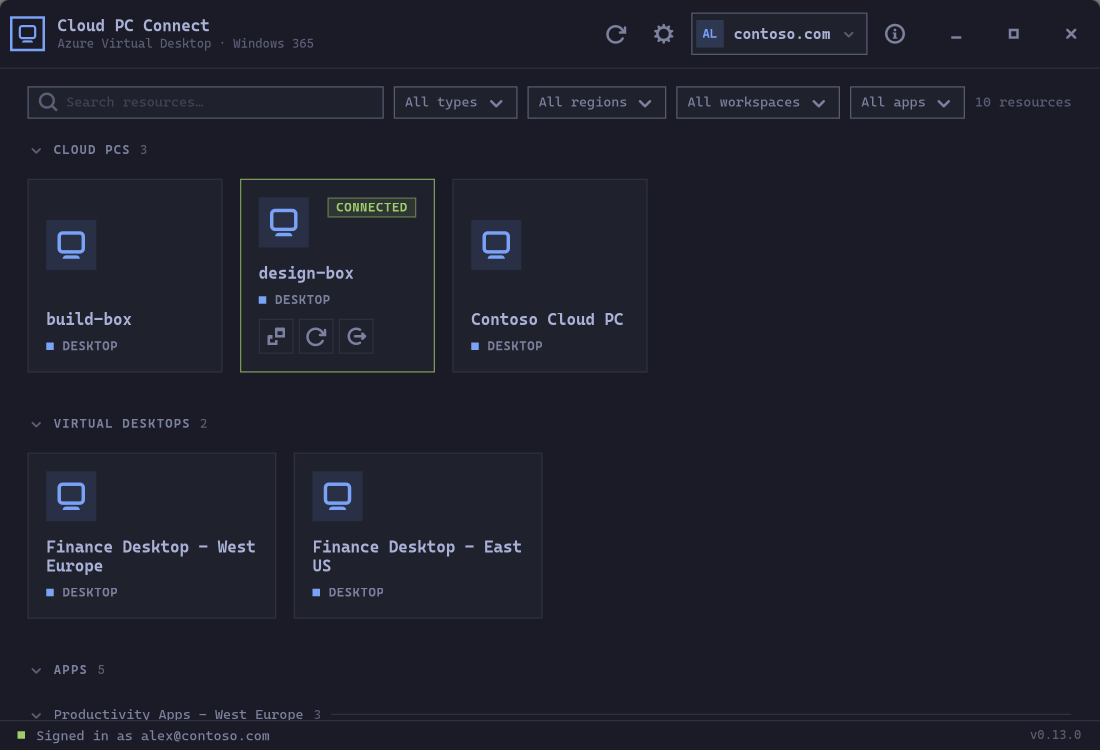 Cloud PC Connect
Azure Virtual Desktop · Windows 365
AL contoso.com
Search resources…
All types
All regions
All workspaces
All apps
10 resources
CLOUD PCS 3
build-box
DESKTOP
CONNECTED
design-box
DESKTOP
Contoso Cloud PC
DESKTOP
VIRTUAL DESKTOPS 2
Finance Desktop – West
Europe
DESKTOP
Finance Desktop – East
US
DESKTOP
APPS 5
Productivity Apps – West Europe 3
Signed in as alex@contoso.com
v0.13.0